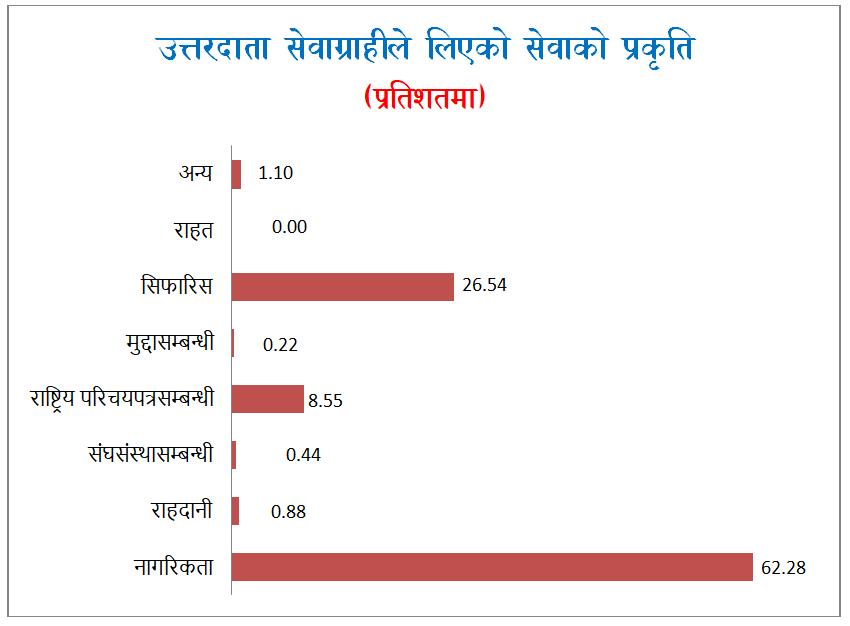 उत्तरदाता सेवाग्राहीले लिएको सेवाको प्रकृति
(प्रतिशतमा)
अन्य 1.10
राहत 0.00
सिफारिस 26.54
मुद्दासम्बन्धी 0.22
राष्ट्रिय परिचयपत्रसम्बन्धी 8.55
संघसंस्थासम्बन्धी 0.44
राहदानी 0.88
नागरिकता 62.28